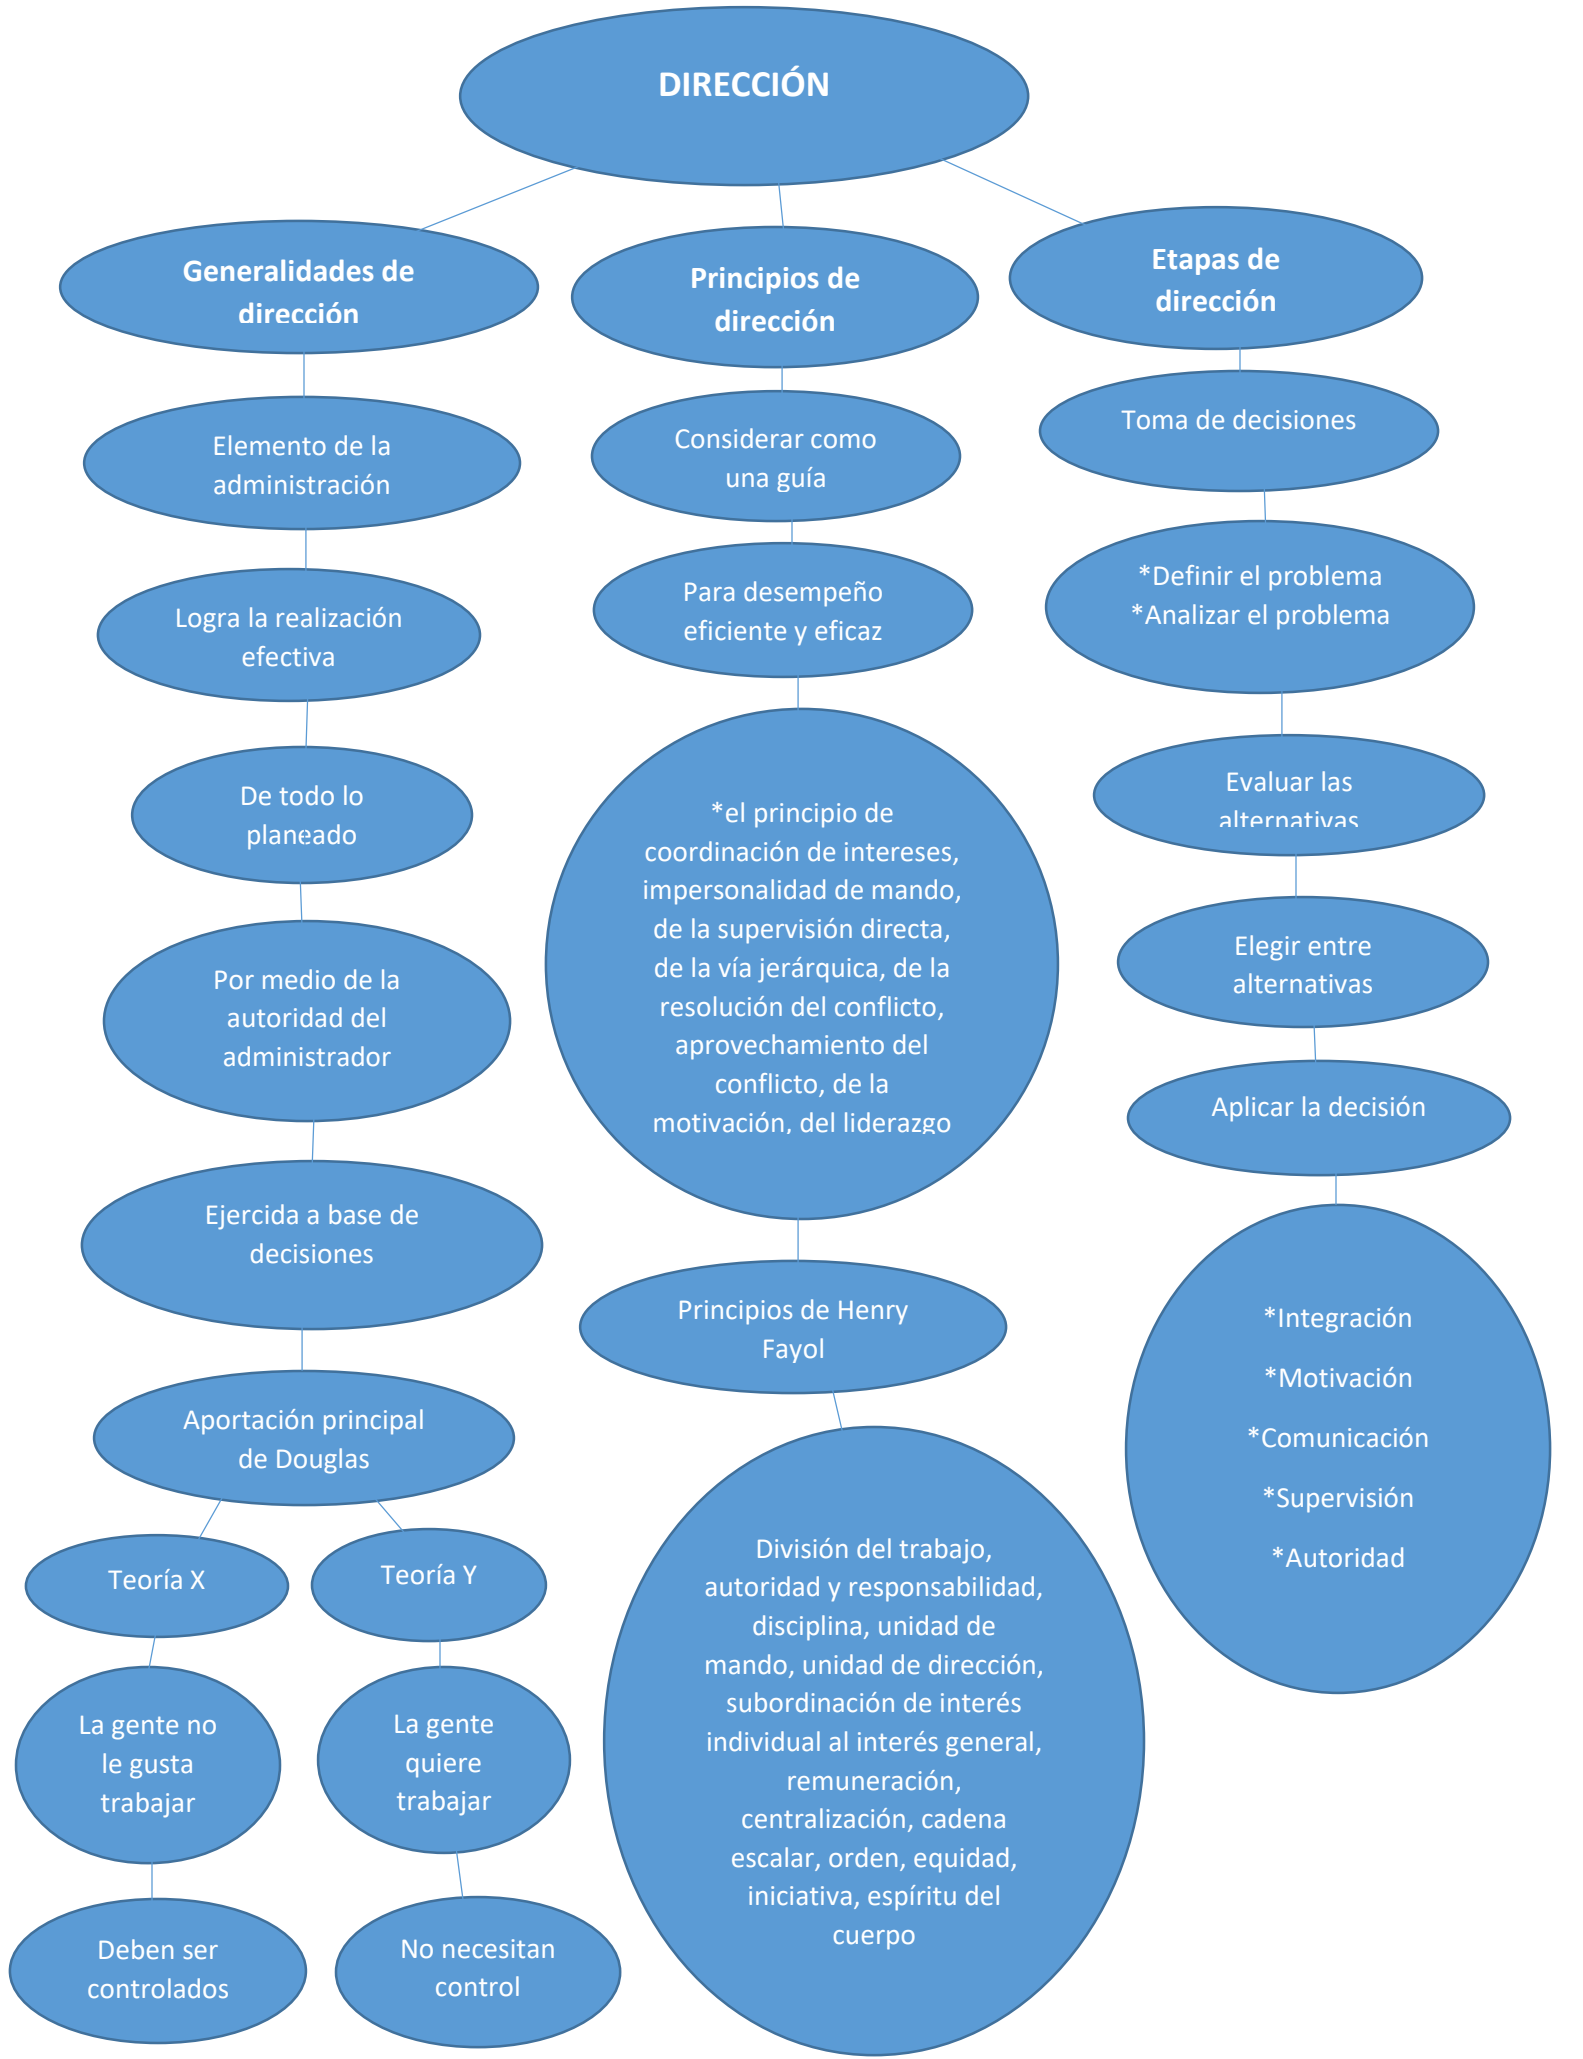 DIRECCIÓN
Generalidades de
dirección
Elemento de la
administración
Logra la realización
efectiva
De todo lo
planeado
Por medio de la
autoridad del
administrador
Ejercida a base de
decisiones
Aportación principal
de Douglas
Teoría X
La gente no
le gusta
trabajar
Deben ser
controlados
Teoría Y
La gente
quiere
trabajar
No necesitan
control
Principios de
dirección
Considerar como
una guía
Para desempeño
eficiente y eficaz
*el principio de
coordinación de intereses,
impersonalidad de mando,
de la supervisión directa,
de la vía jerárquica, de la
resolución del conflicto,
aprovechamiento del
conflicto, de la
motivación, del liderazgo
Principios de Henry
Fayol
División del trabajo,
autoridad y responsabilidad,
disciplina, unidad de
mando, unidad de dirección,
subordinación de interés
individual al interés general,
remuneración,
centralización, cadena
escalar, orden, equidad,
iniciativa, espíritu del
cuerpo
Etapas de
dirección
Toma de decisiones
*Definir el problema
*Analizar el problema
Evaluar las
alternativas
Elegir entre
alternativas
Aplicar la decisión
*Integración
*Motivación
*Comunicación
*Supervisión
*Autoridad